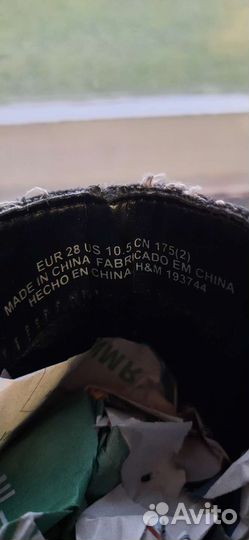 EUR 28 US 10.5 CN 175(2)
MADE IN CHINA FABRICADO EM CHINA
HECHO EN CHINA H&M 193744
Avito